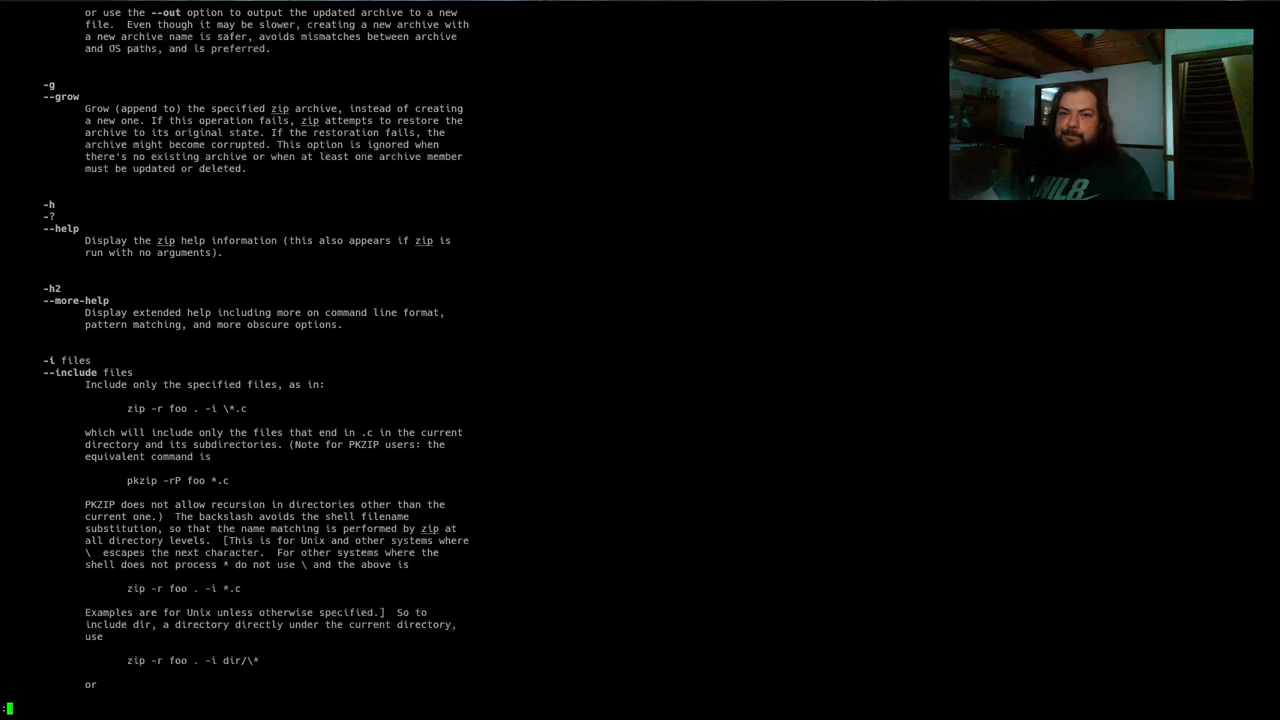 or use the --out option to output the updated archive to a new
file.  Even though it may be slower, creating a new archive with
a new archive name is safer, avoids mismatches between archive
and OS paths, and is preferred.
-g
--grow
Grow (append to) the specified zip archive, instead of creating
a new one. If this operation fails, zip attempts to restore the
archive to its original state. If the restoration fails, the
archive might become corrupted. This option is ignored when
there's no existing archive or when at least one archive member
must be updated or deleted.
-h
-?
--help
Display the zip help information (this also appears if zip is
run with no arguments).
-h2
--more-help
Display extended help including more on command line format,
pattern matching, and more obscure options.
-i files
--include files
Include only the specified files, as in:
zip -r foo . -i \*.c
which will include only the files that end in .c in the current
directory and its subdirectories. (Note for PKZIP users: the
equivalent command is
pkzip -rP foo *.c
PKZIP does not allow recursion in directories other than the
current one.)  The backslash avoids the shell filename
substitution, so that the name matching is performed by zip at
all directory levels.  [This is for Unix and other systems where
\  escapes the next character.  For other systems where the
shell does not process * do not use \ and the above is
zip -r foo . -i *.c
Examples are for Unix unless otherwise specified.]  So to
include dir, a directory directly under the current directory,
use
zip -r foo . -i dir/\*
or
: